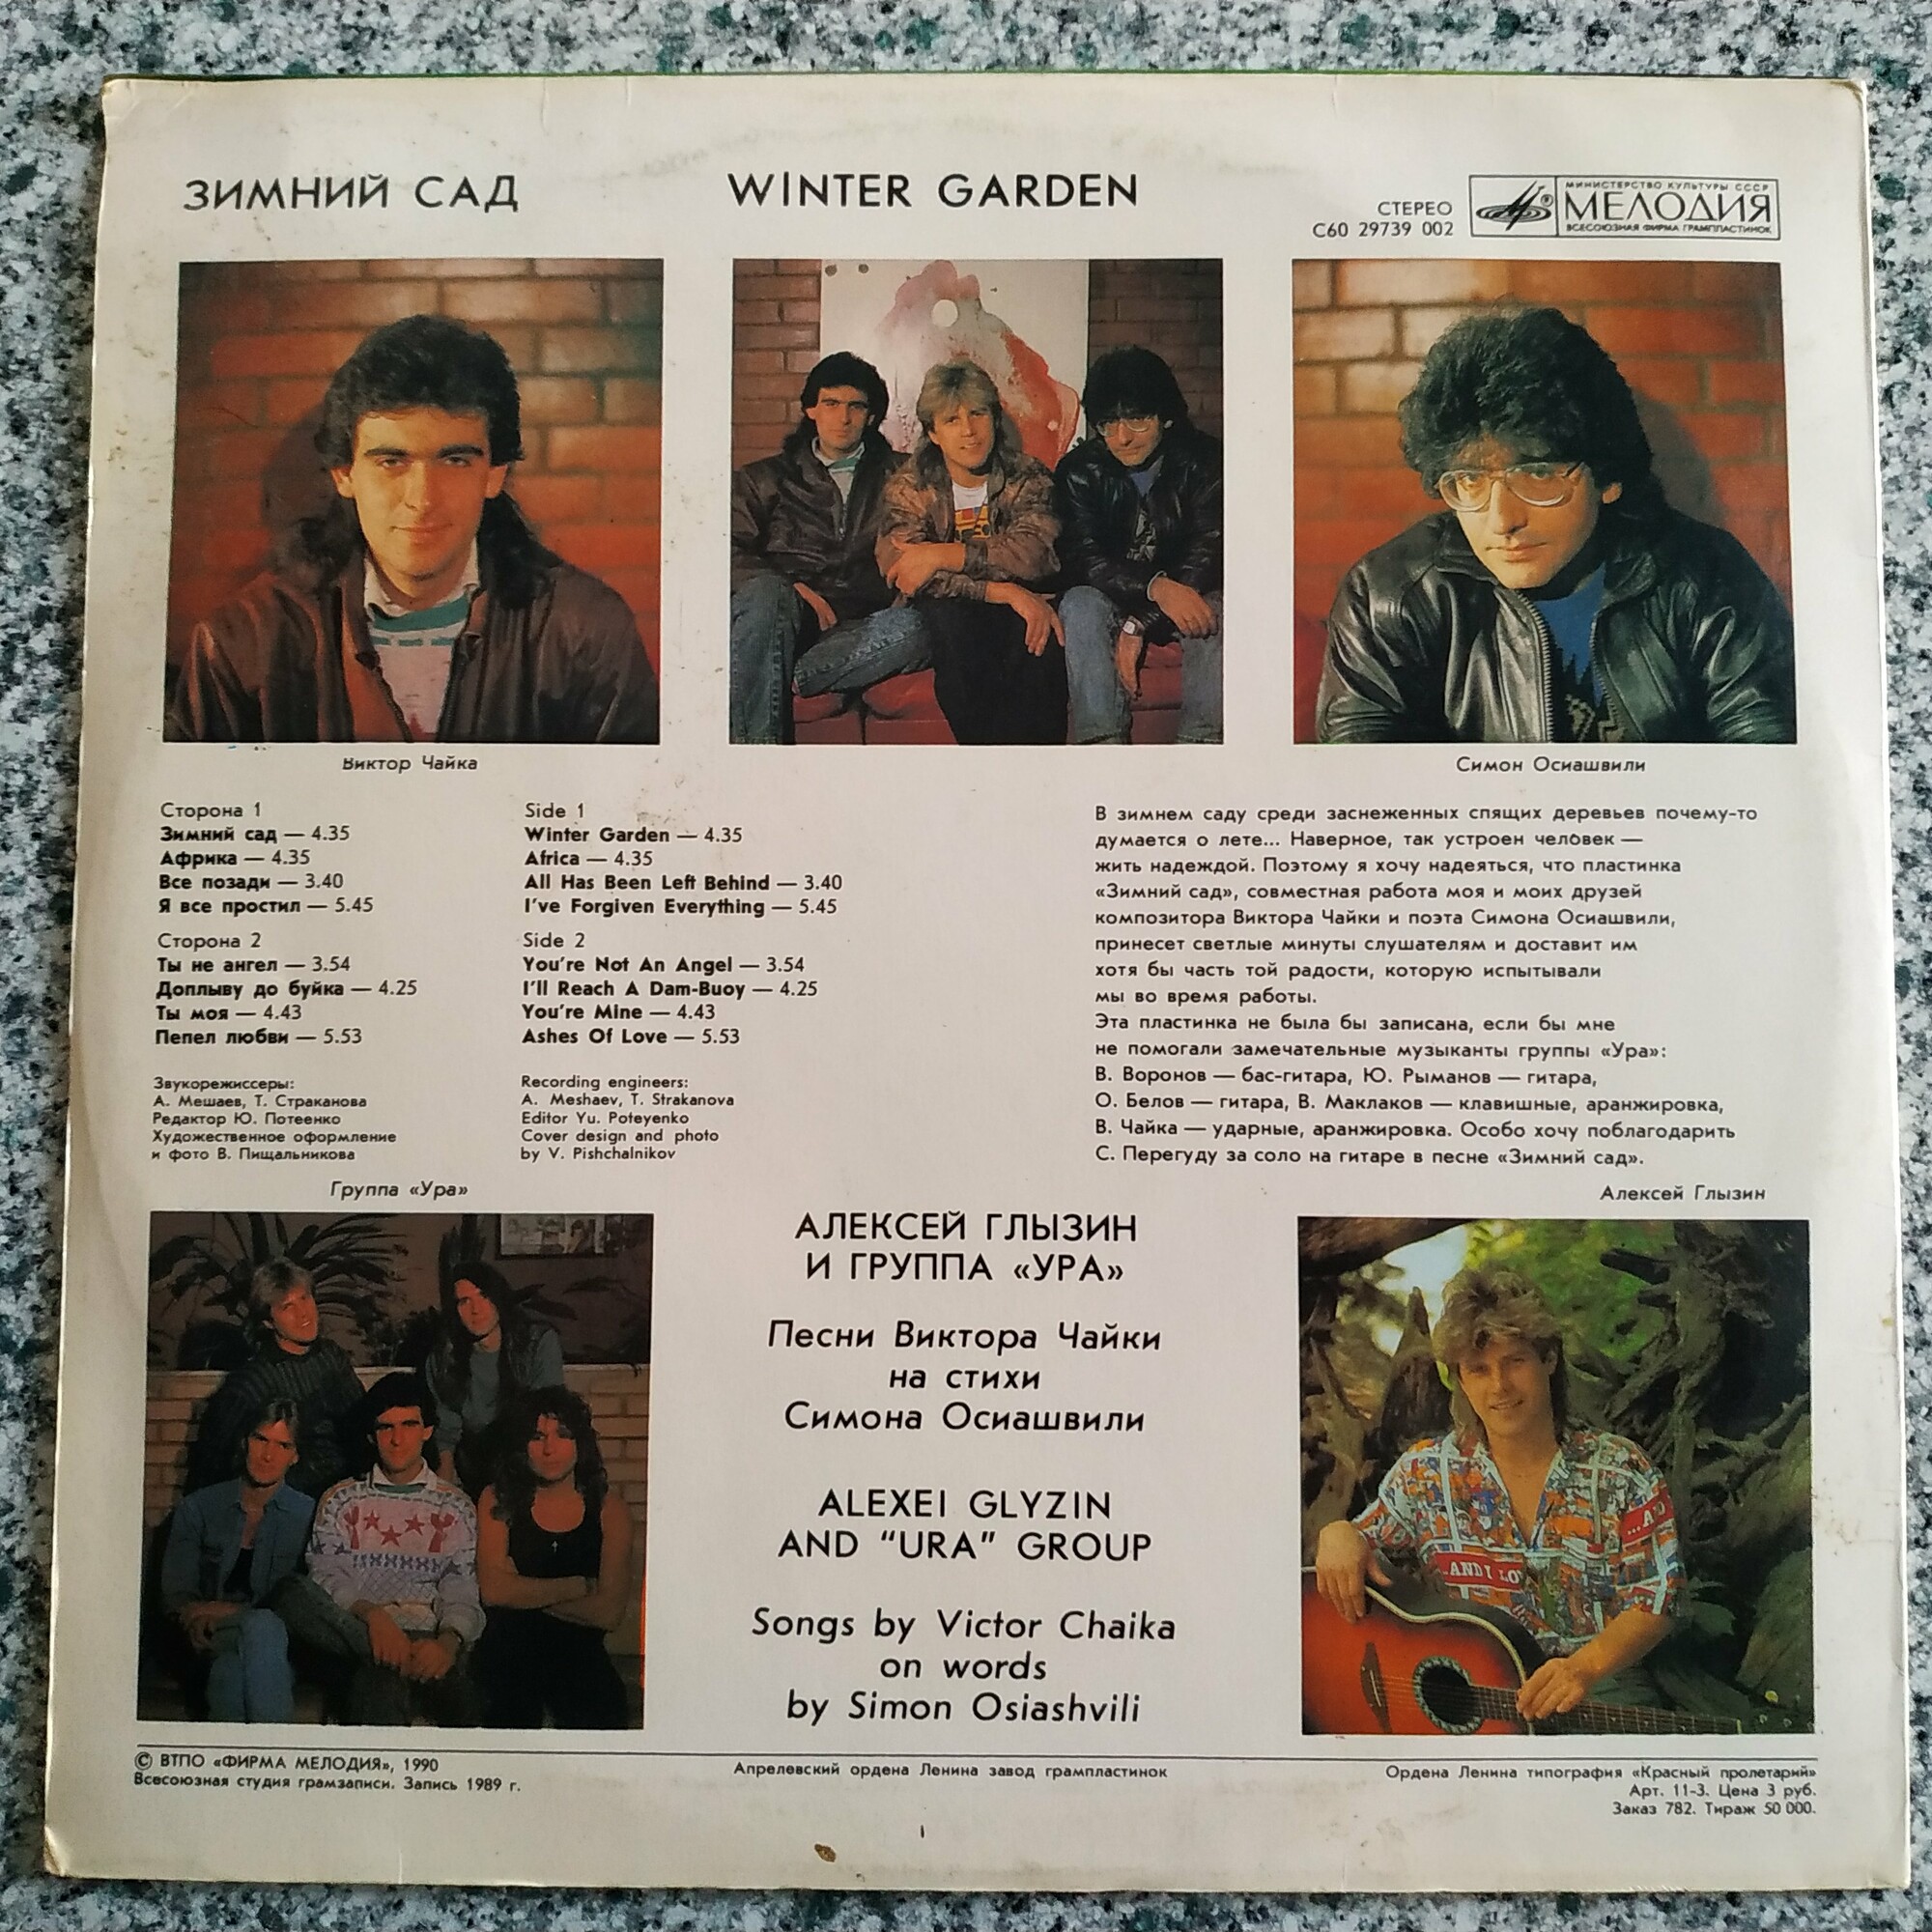 ЗИМНИЙ САД
WINTER GARDEN
СТЕРЕО
С60 29739 002
МИНИСТЕРСТВО КУЛЬТУРЫ СССР
МЕЛОДИЯ
ВСЕСОЮЗНАЯ ФИРМА ГРАМПЛАСТИНОК
Виктор Чайка
Симон Осиашвили
Сторона 1
Зимний сад — 4.35
Африка — 4.35
Все позади — 3.40
Я все простил — 5.45
Сторона 2
Ты не ангел — 3.54
Доплыву до буйка — 4.25
Ты моя — 4.43
Пепел любви — 5.53
Звукорежиссеры:
А. Мешаев, Т. Страканова
Редактор Ю. Потеенко
Художественное оформление
и фото В. Пищальникова
Side 1
Winter Garden — 4.35
Africa — 4.35
All Has Been Left Behind — 3.40
I've Forgiven Everything — 5.45
Side 2
You're Not An Angel — 3.54
I'll Reach A Dam-Buoy — 4.25
You're Mine — 4.43
Ashes Of Love — 5.53
Recording engineers:
A. Meshaev, T. Strakanova
Editor Yu. Poteyenko
Cover design and photo
by V. Pishchalnikov
В зимнем саду среди заснеженных спящих деревьев почему-то
думается о лете... Наверное, так устроен человек —
жить надеждой. Поэтому я хочу надеяться, что пластинка
«Зимний сад», совместная работа моя и моих друзей
композитора Виктора Чайки и поэта Симона Осиашвили,
принесет светлые минуты слушателям и доставит им
хотя бы часть той радости, которую испытывали
мы во время работы.
Эта пластинка не была бы записана, если бы мне
не помогали замечательные музыканты группы «Ура»:
В. Воронов — бас-гитара, Ю. Рыманов — гитара,
О. Белов — гитара, В. Маклаков — клавишные, аранжировка,
В. Чайка — ударные, аранжировка. Особо хочу поблагодарить
С. Перегуду за соло на гитаре в песне «Зимний сад».
Группа «Ура»
Алексей Глызин
АЛЕКСЕЙ ГЛЫЗИН
И ГРУППА «УРА»
Песни Виктора Чайки
на стихи
Симона Осиашвили
ALEXEI GLYZIN
AND "URA" GROUP
Songs by Victor Chaika
on words
by Simon Osiashvili
...AND I LO
© ВТПО «ФИРМА МЕЛОДИЯ», 1990
Всесоюзная студия грамзаписи. Запись 1989 г.
Апрелевский ордена Ленина завод грампластинок
Ордена Ленина типография «Красный пролетарий»
Арт. 11-3. Цена 3 руб.
Заказ 782. Тираж 50 000.